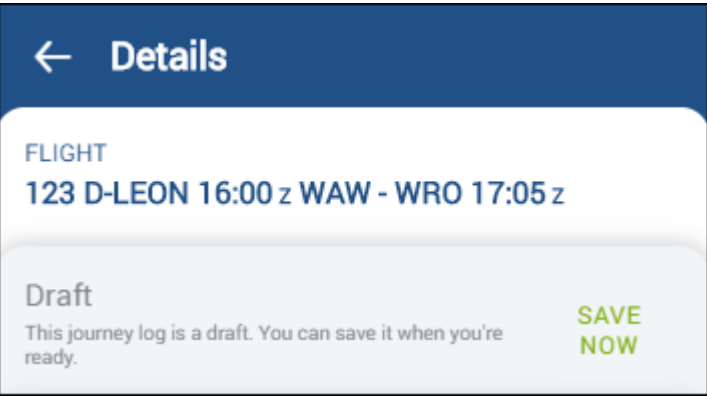 Details
FLIGHT
123 D-LEON 16:00 z WAW - WRO 17:05 z
Draft
This journey log is a draft. You can save it when you're
ready.
SAVE
NOW